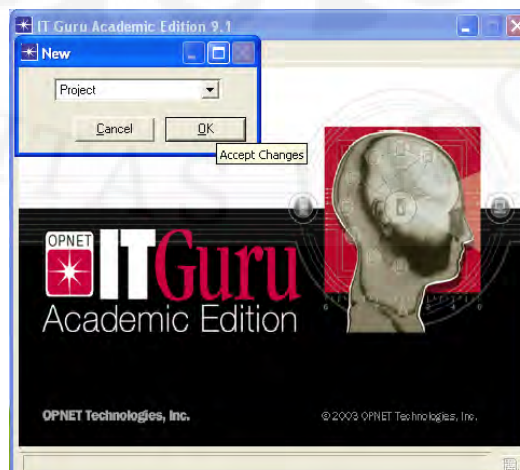 IT Guru Academic Edition 9.1
New
Project
Cancel
OK
Accept Changes
OPNET
ITGuru
Academic Edition
OPNET Technologies, Inc.
©2003 OPNET Technologies, Inc.